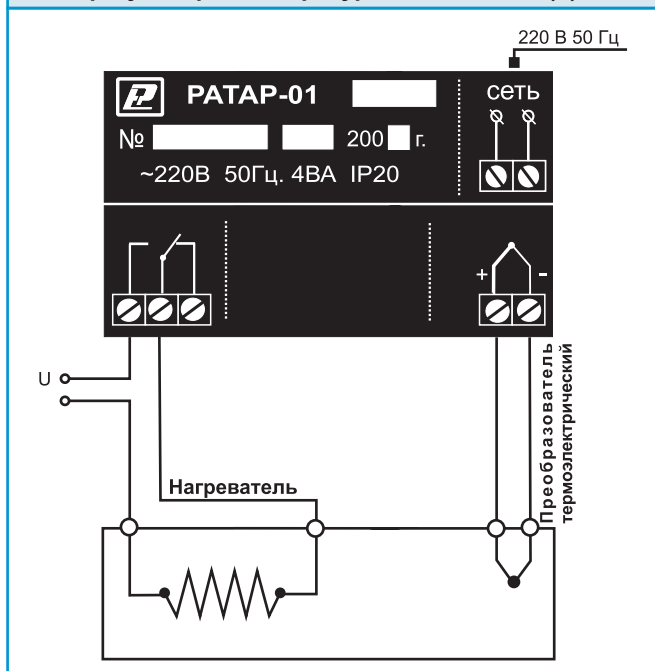 220 В 50 Гц
РАТАР-01
сеть
№ 200 г.
~220В 50Гц. 4ВА IP20
+ -
U
Преобразователь
термоэлектрический
Нагреватель